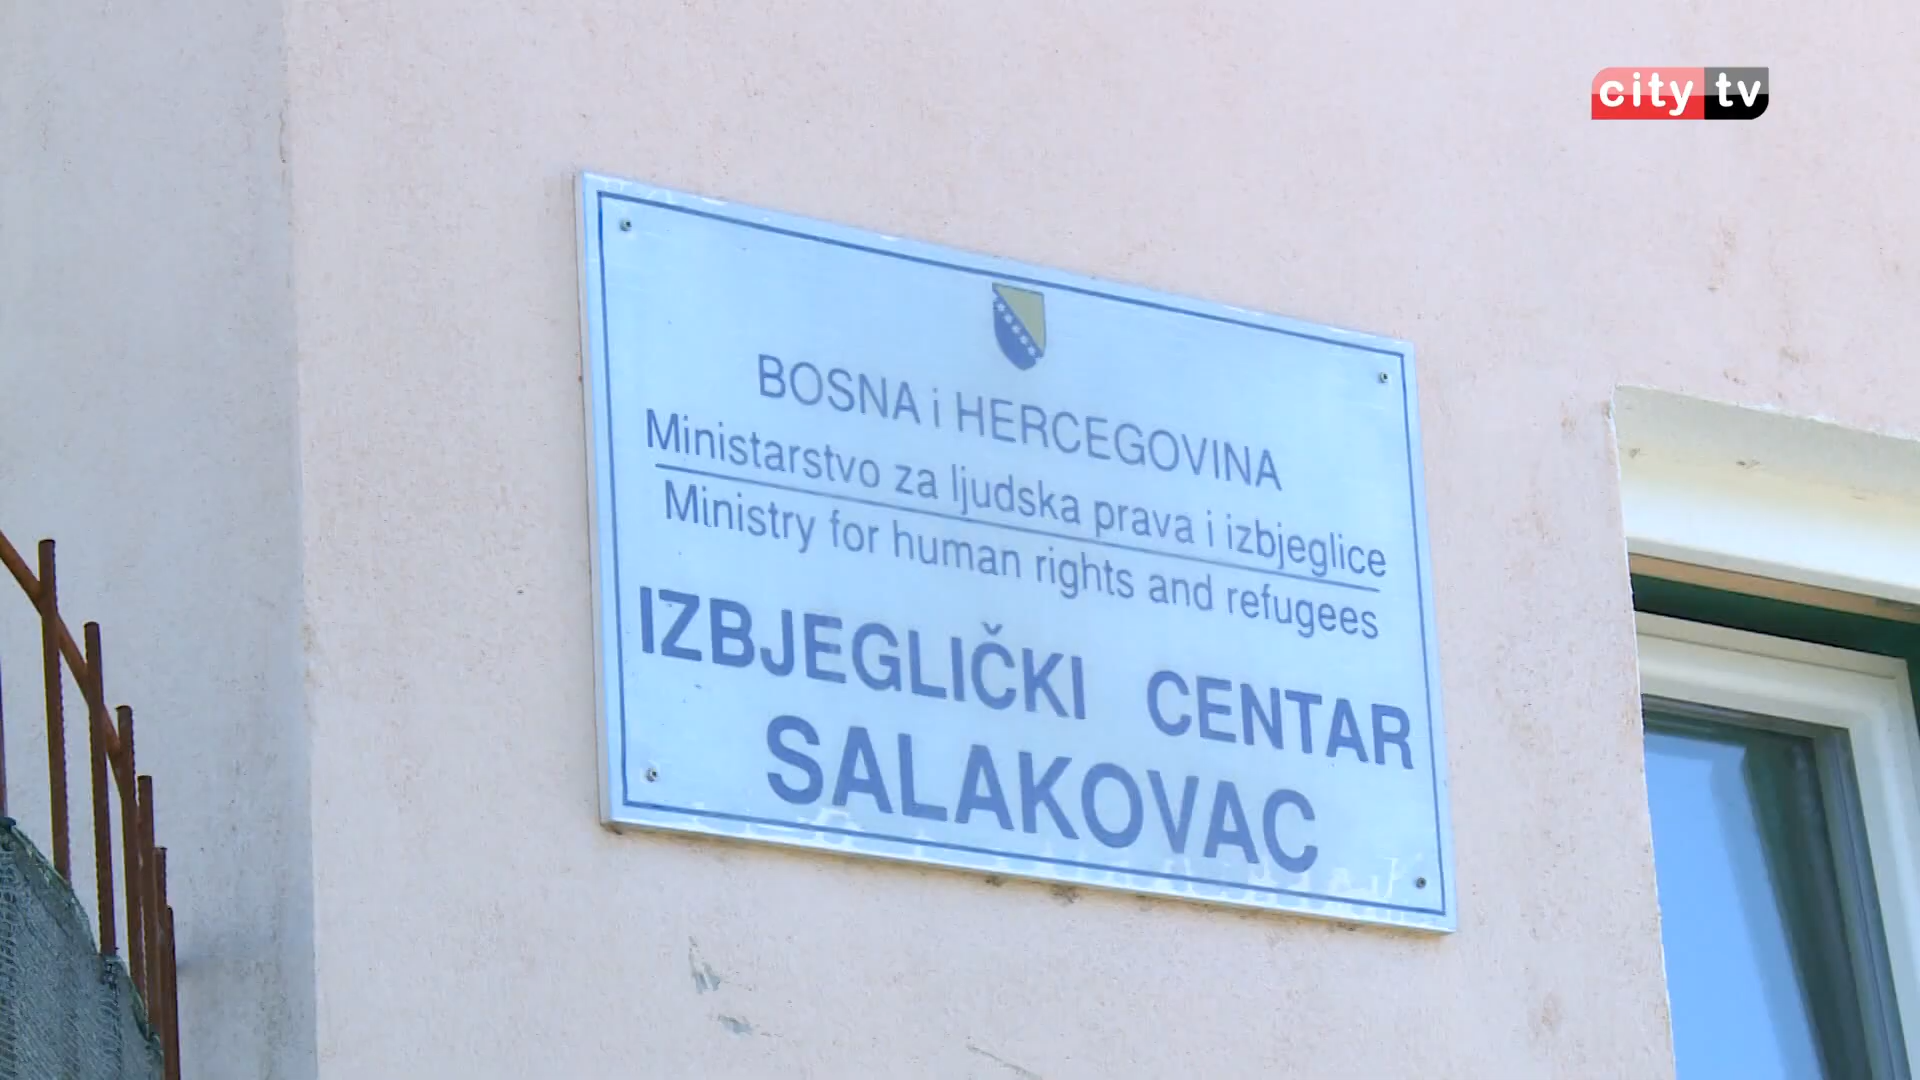 city tv
BOSNA i HERCEGOVINA
Ministarstvo za ljudska prava i izbjeglice
Ministry for human rights and refugees
IZBJEGLIČKI CENTAR
SALAKOVAC